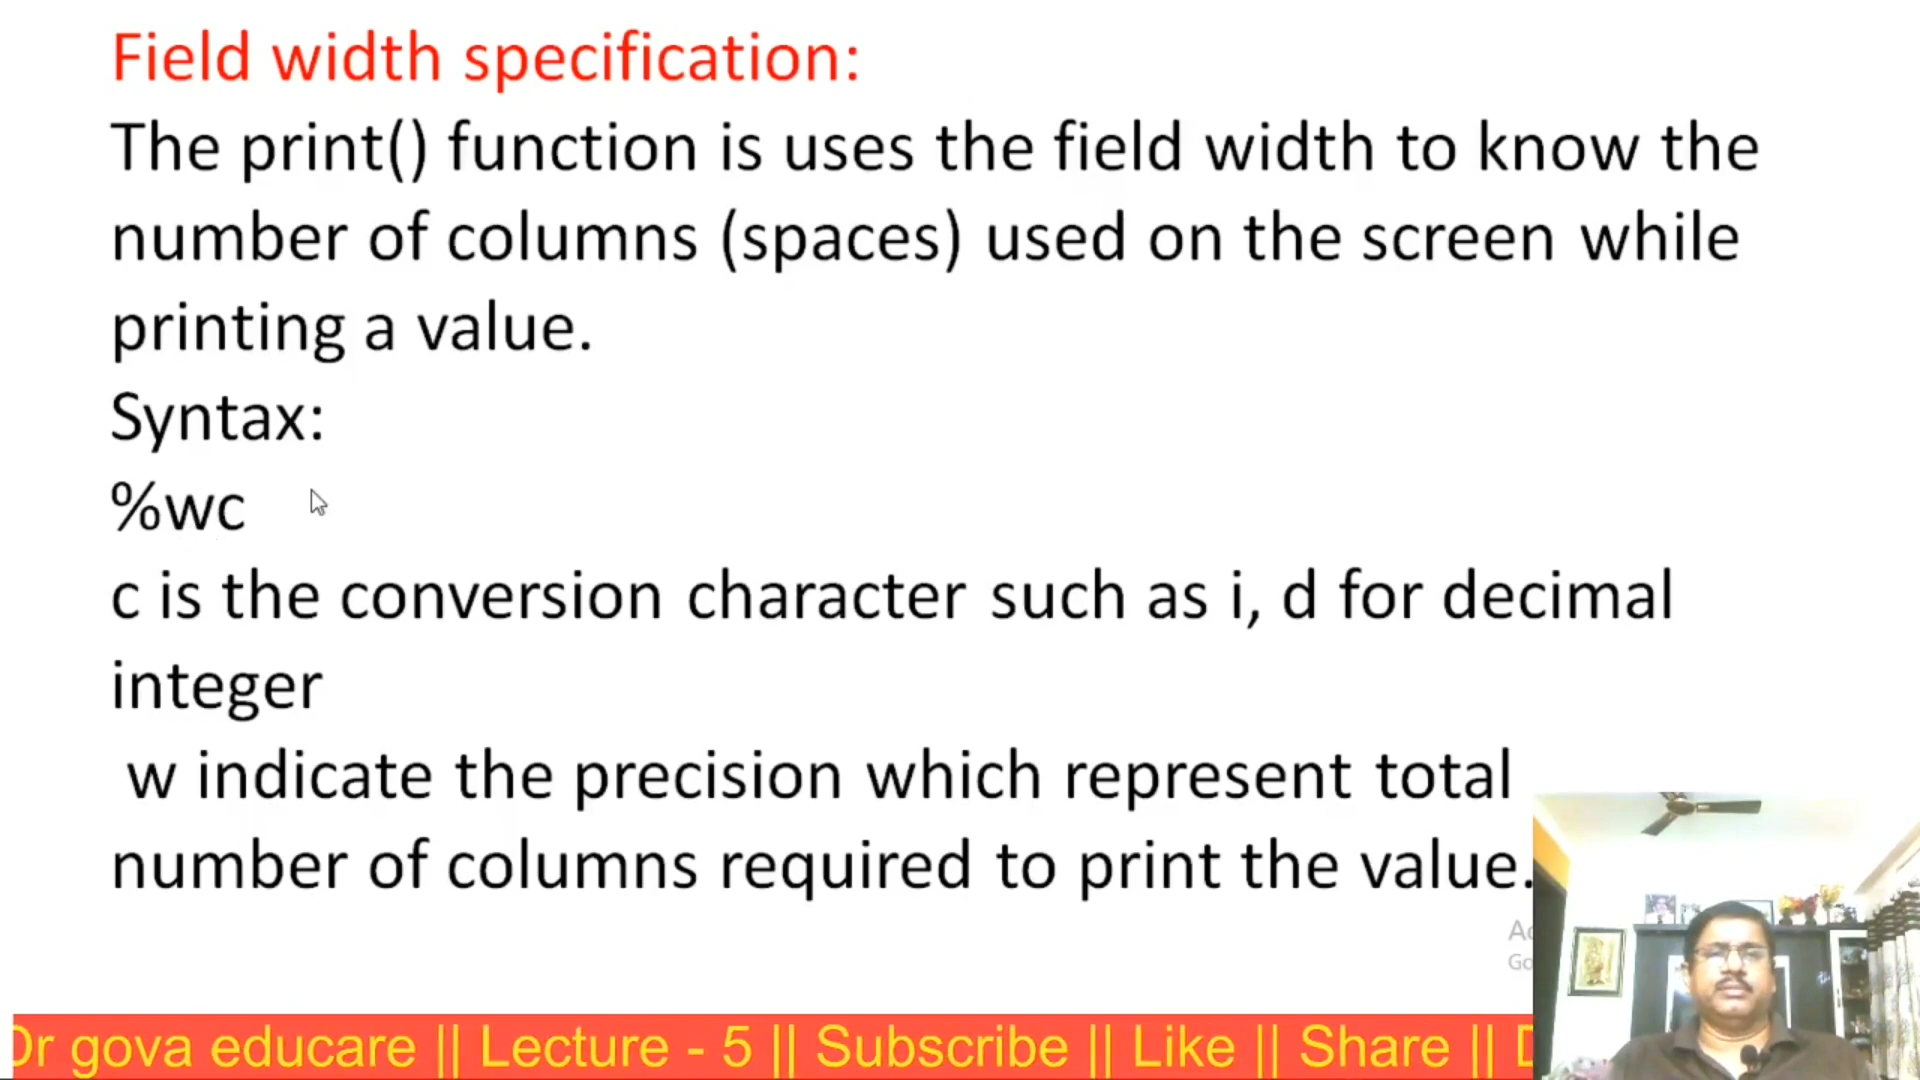 Field width specification:
The print() function is uses the field width to know the
number of columns (spaces) used on the screen while
printing a value.
Syntax:
%wc
c is the conversion character such as i, d for decimal
integer
w indicate the precision which represent total
number of columns required to print the value.
Dr gova educare || Lecture - 5 || Subscribe || Like || Share ||